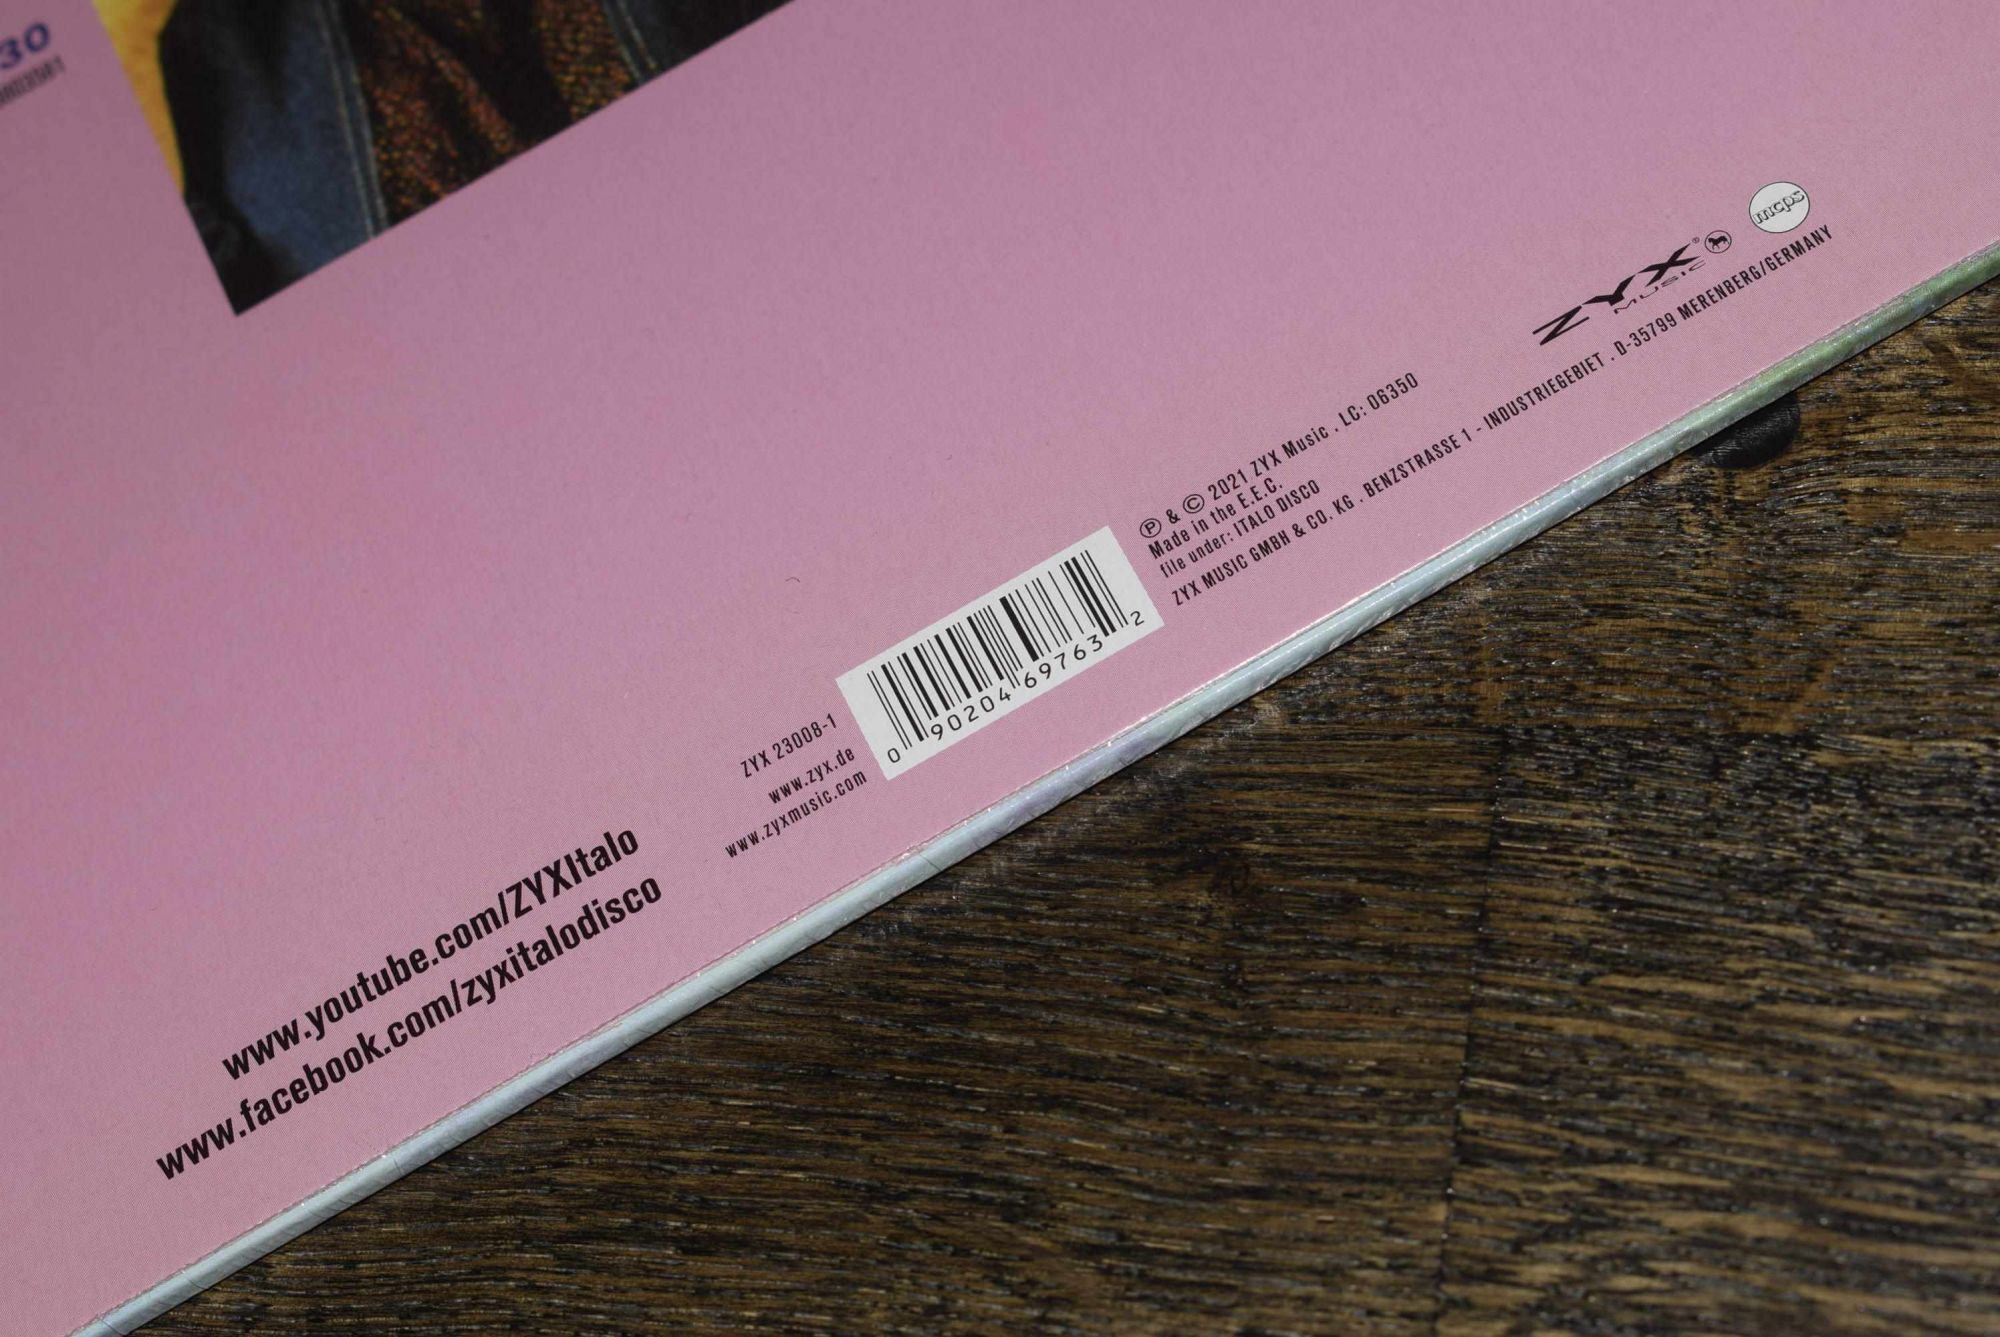 30
www.youtube.com/ZYXItalo
www.facebook.com/zyxitalodisco
ZYX 23008-1
www.zyx.de
www.zyxmusic.com
0 90204 69763 2
Ⓟ & © 2021 ZYX Music . LC: 06350
Made in the E.E.C.
file under: ITALO DISCO
ZYX MUSIC GMBH & CO. KG . BENZSTRASSE 1 - INDUSTRIEGEBIET . D-35799 MERENBERG/GERMANY
ZYX®
MUSIC
mcps